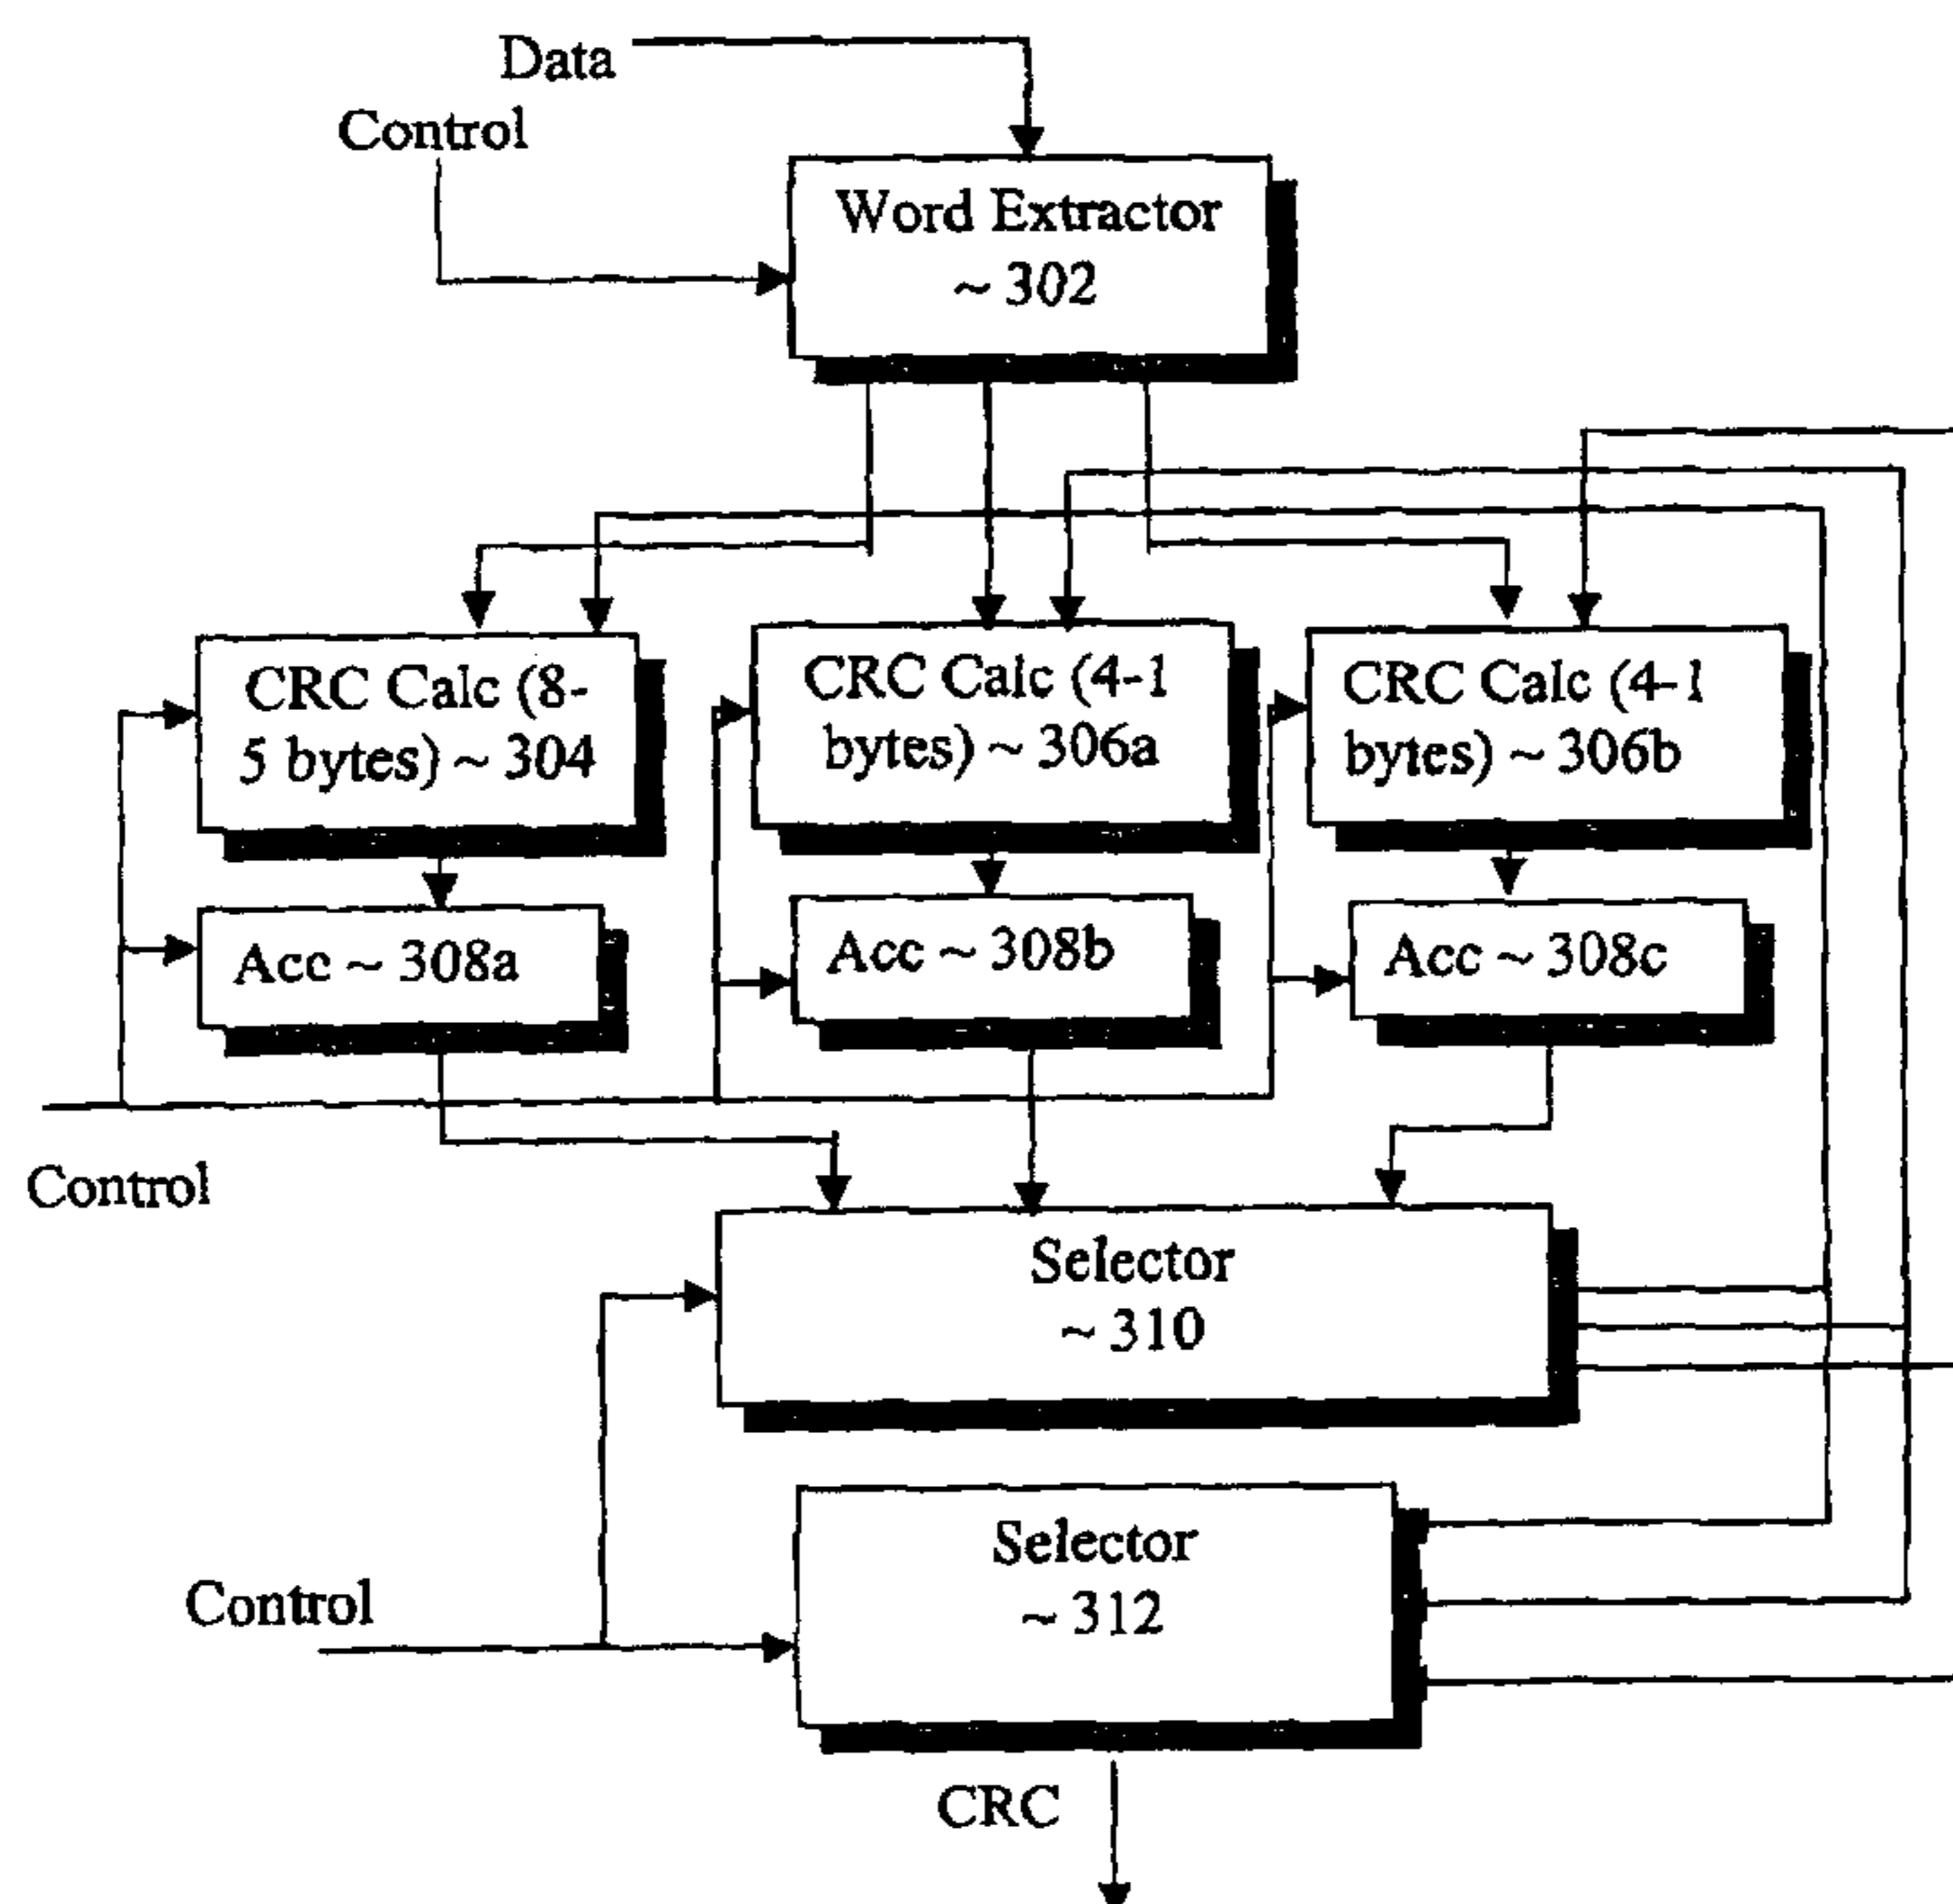 Data
Control
Word Extractor
~ 302
CRC Calc (8-
5 bytes) ~ 304
CRC Calc (4-1
bytes) ~ 306a
CRC Calc (4-1
bytes) ~ 306b
Acc ~ 308a
Acc ~ 308b
Acc ~ 308c
Control
Selector
~ 310
Control
Selector
~ 312
CRC